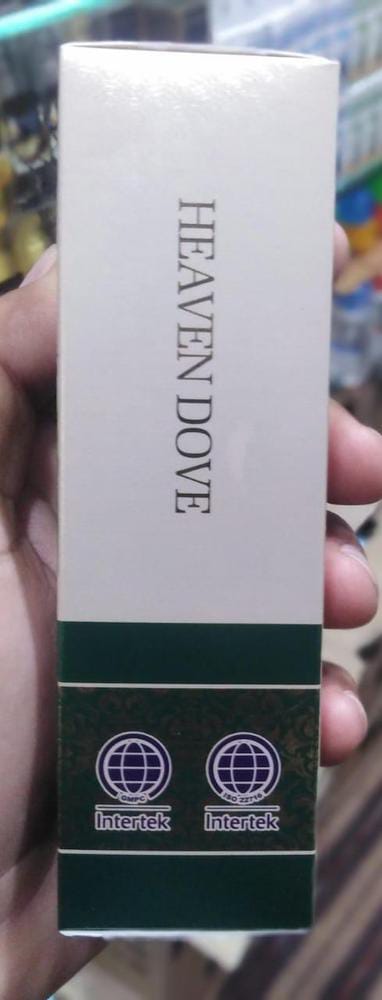 HEAVEN DOVE
GMPC
Intertek
ISO 22716
Intertek